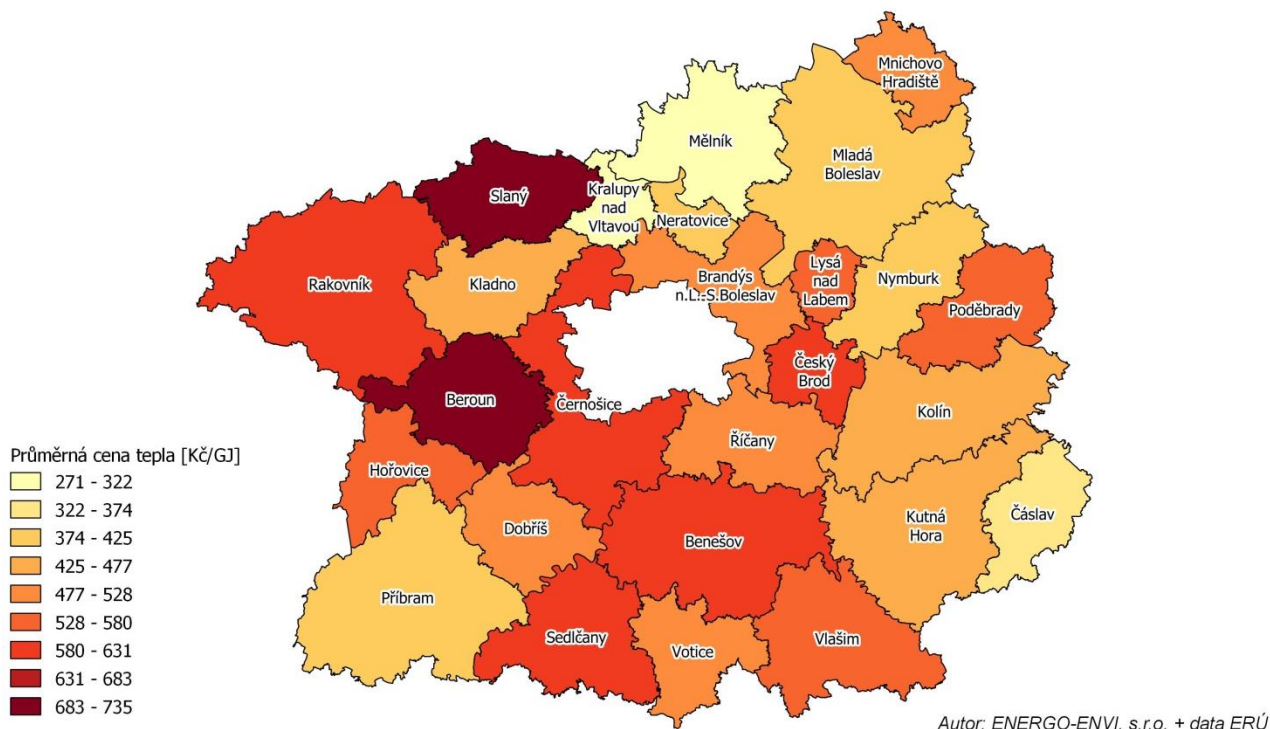 Mnichovo
Hradiště
Mělník
Mladá
Boleslav
Slaný
Kralupy
nad
Vltavou
Neratovice
Rakovník
Kladno
Brandýs
n.L.-S.Boleslav
Lysá
nad
Labem
Nymburk
Poděbrady
Český
Brod
Beroun
Černošice
Kolín
Říčany
Hořovice
Dobříš
Kutná
Hora
Čáslav
Benešov
Příbram
Sedlčany
Votice
Vlašim
Průměrná cena tepla [Kč/GJ]
271 - 322
322 - 374
374 - 425
425 - 477
477 - 528
528 - 580
580 - 631
631 - 683
683 - 735
Autor: ENERGO-ENVI, s.r.o. + data ERÚ